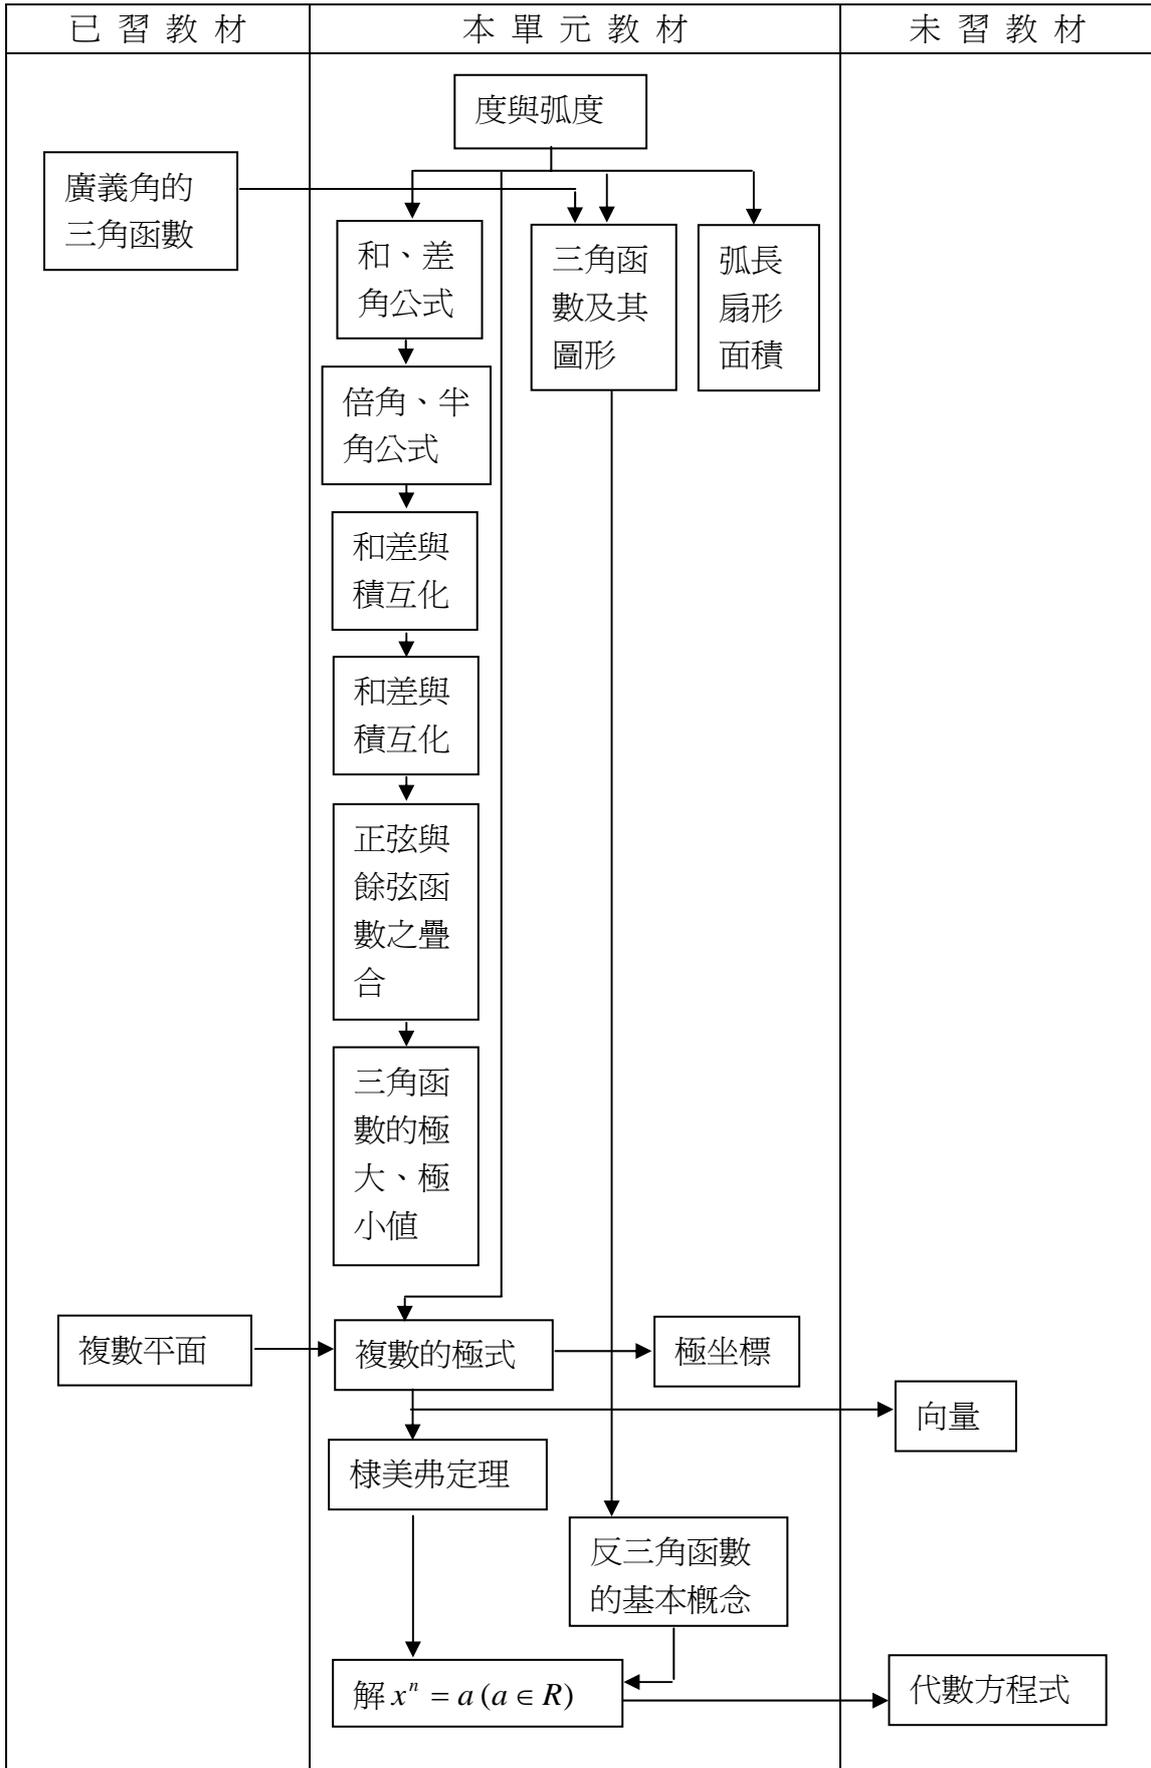 已習教材
本單元教材
未習教材
度與弧度
廣義角的
三角函數
和、差
角公式
三角函
數及其
圖形
弧長
扇形
面積
倍角、半
角公式
和差與
積互化
和差與
積互化
正弦與
餘弦函
數之疊
合
三角函
數的極
大、極
小值
複數平面
複數的極式
極坐標
向量
棣美弗定理
反三角函數
的基本概念
解 xⁿ = a (a ∈ R)
代數方程式